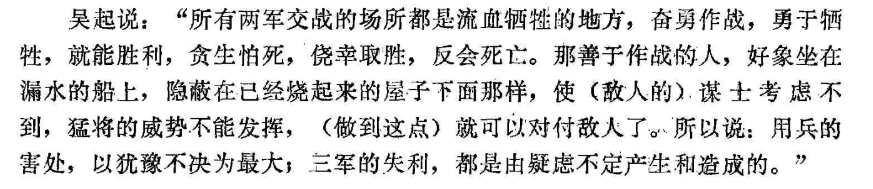 吴起说：“所有两军交战的场所都是流血牺牲的地方，奋勇作战，勇于牺
牲，就能胜利，贪生怕死，侥幸取胜，反会死亡。那善于作战的人，好象坐在
漏水的船上，隐蔽在已经烧起来的屋子下面那样，使（敌人的）谋士考虑不
到，猛将的威势不能发挥，（做到这点）就可以对付敌人了。所以说：用兵的
害处，以犹豫不决为最大；三军的失利，都是由疑虑不定产生和造成的。”